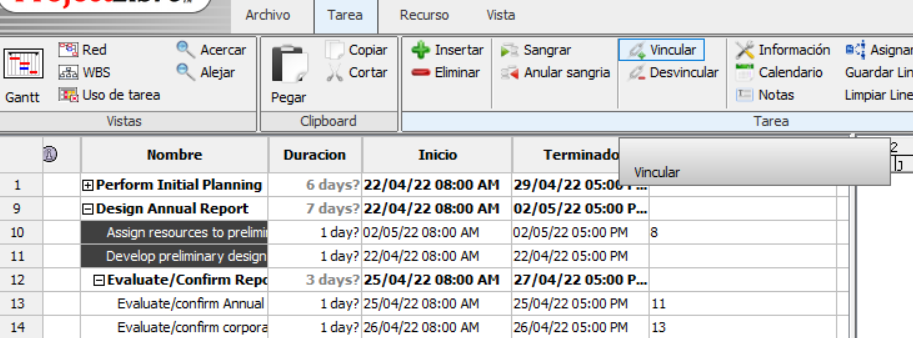 Archivo Tarea Recurso Vista
Red Acercar Copiar Insertar Sangrar Vincular Información Asignar
WBS Alejar Cortar Eliminar Anular sangria Desvincular Calendario Guardar
Gantt Uso de tarea Pegar Notas Limpiar
Vistas Clipboard Tarea
Nombre Duracion Inicio Terminado
Vincular
1 Perform Initial Planning 6 days? 22/04/22 08:00 AM 29/04/22 05:00
9 Design Annual Report 7 days? 22/04/22 08:00 AM 02/05/22 05:00 P...
10 Assign resources to 1 day? 02/05/22 08:00 AM 02/05/22 05:00 PM 8
11 Develop preliminary design 1 day? 22/04/22 08:00 AM 22/04/22 05:00 PM
12 Evaluate/Confirm 3 days? 25/04/22 08:00 AM 27/04/22 05:00 P...
13 Evaluate/confirm Annual 1 day? 25/04/22 08:00 AM 25/04/22 05:00 PM 11
14 Evaluate/confirm 1 day? 26/04/22 08:00 AM 26/04/22 05:00 PM 13